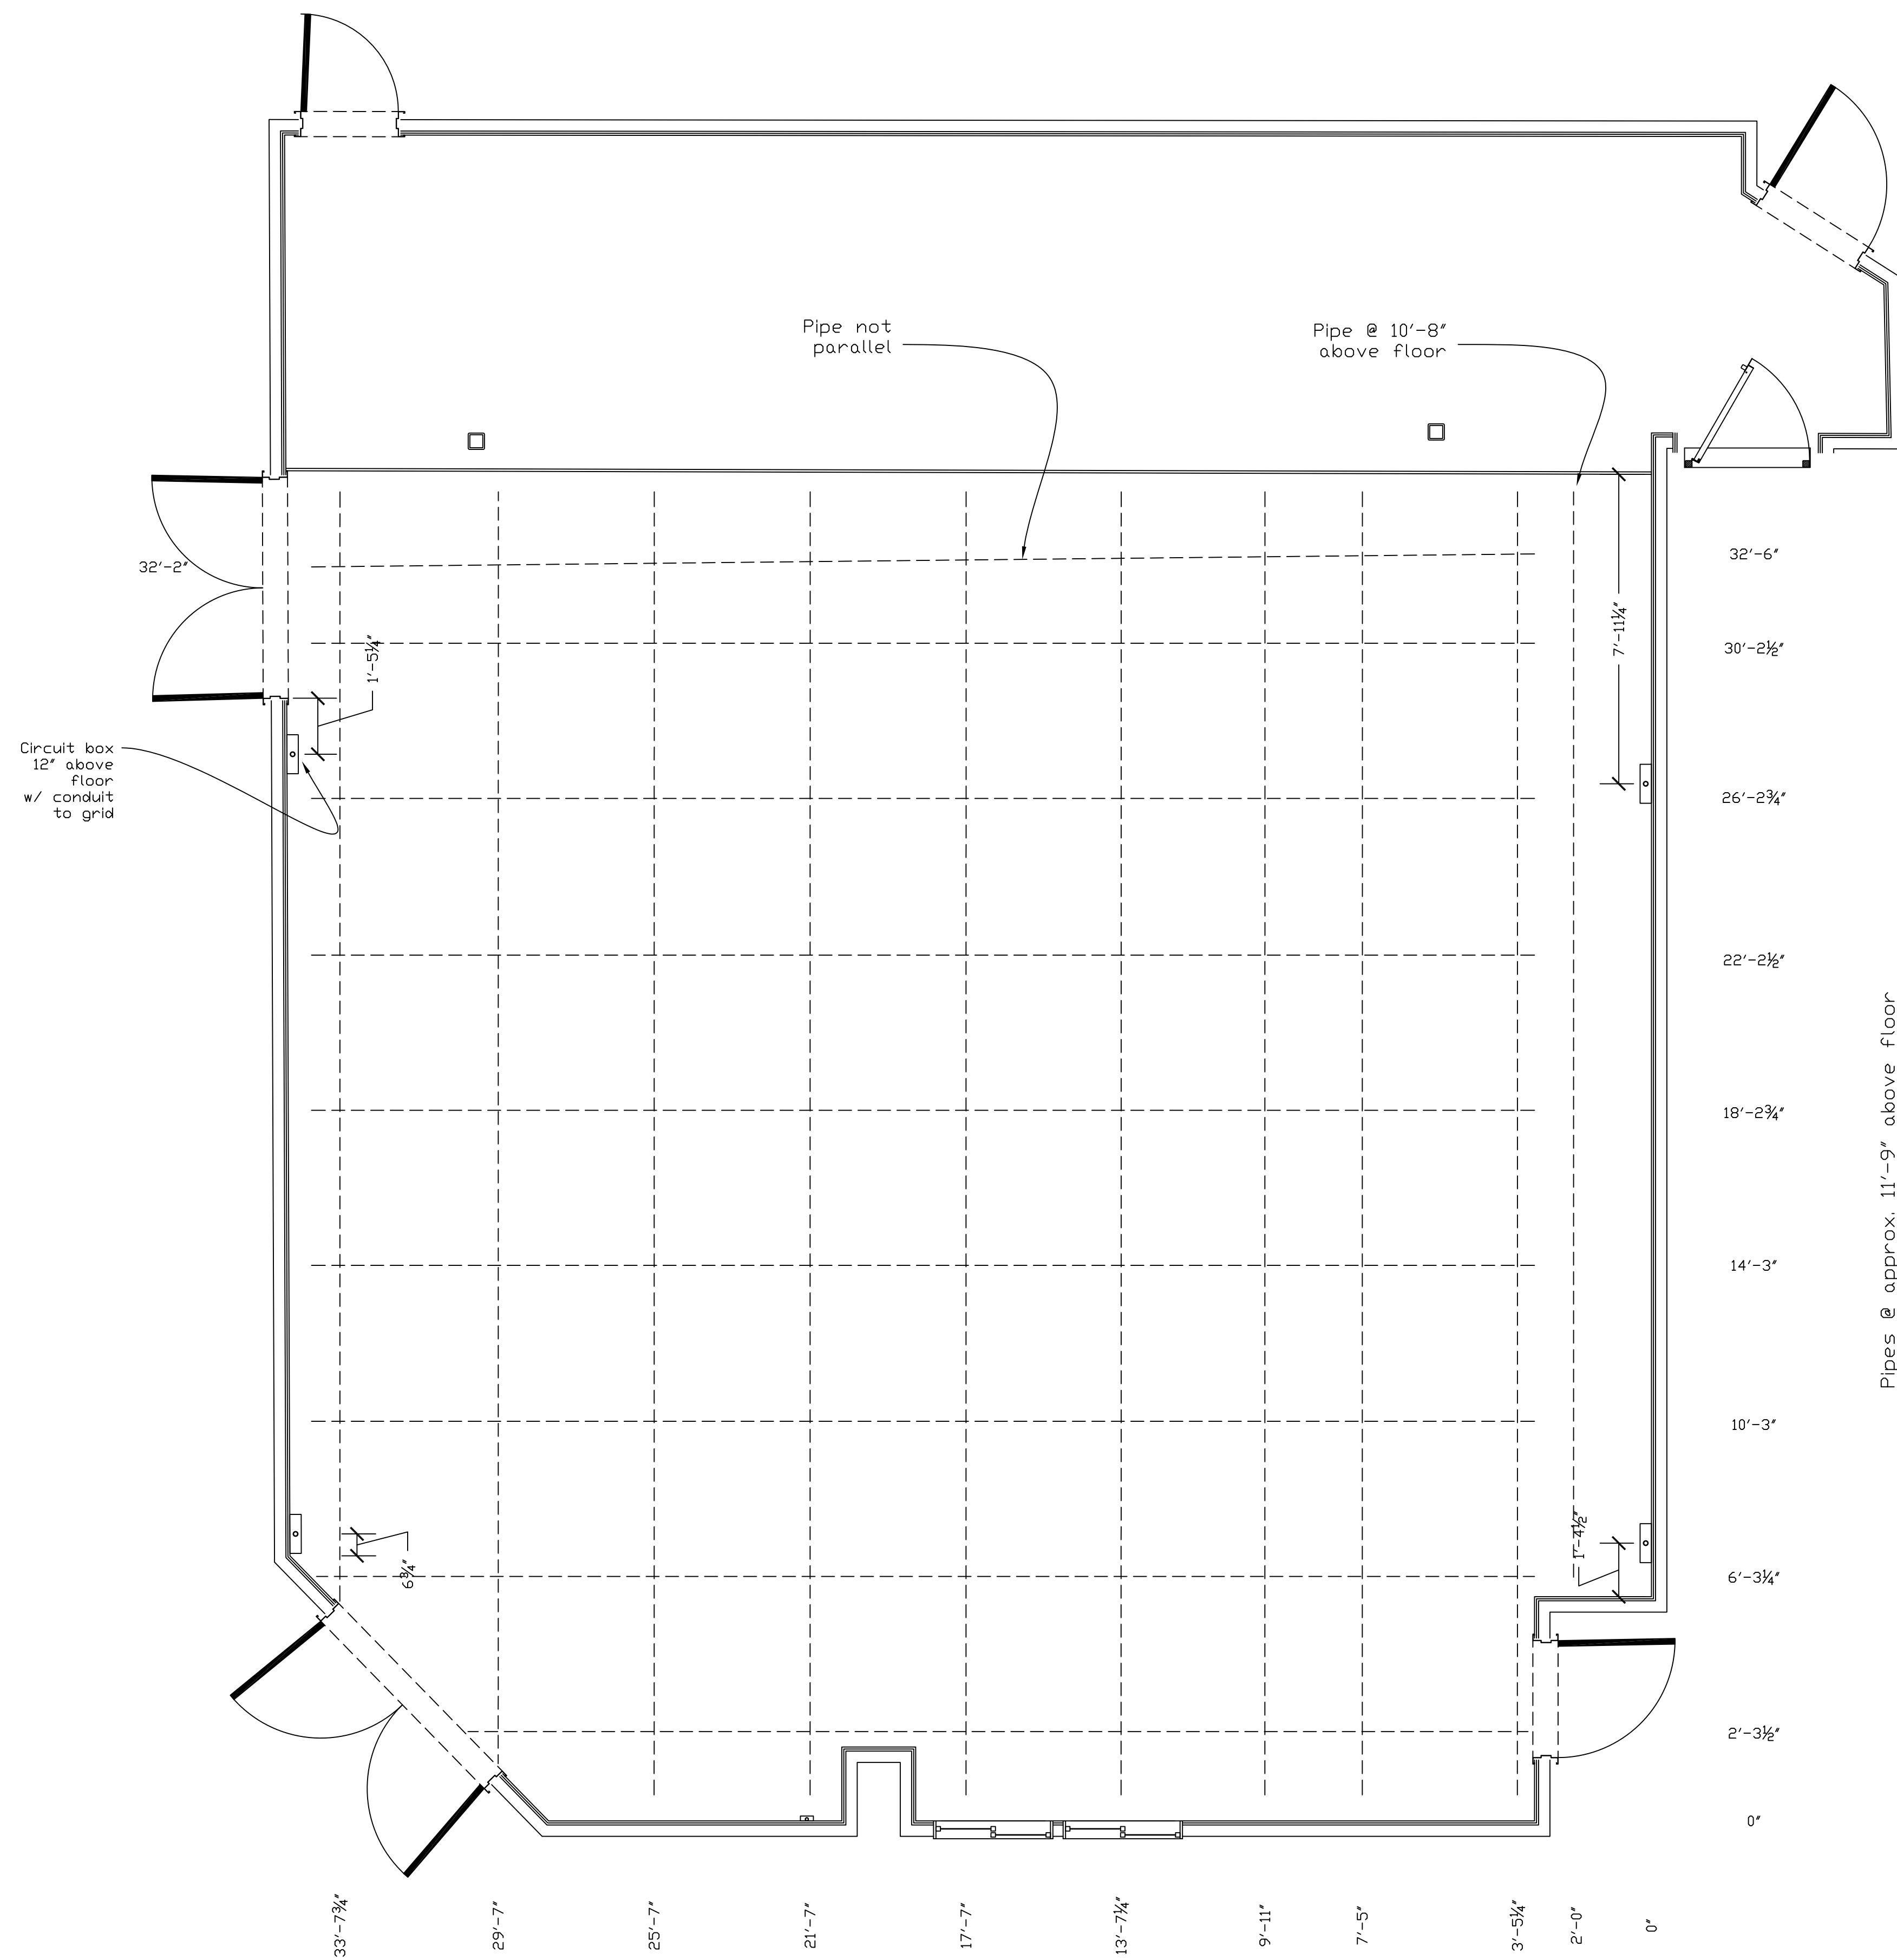 Pipe not
parallel
Pipe @ 10'-8"
above floor
32'-2"
32'-6"
1'-5¼"
7'-11¼"
30'-2½"
Circuit box
12" above
floor
w/ conduit
to grid
26'-2¾"
22'-2½"
18'-2¾"
Pipes @ approx. 11'-9" above floor
14'-3"
10'-3"
6¾"
1'-4½"
6'-3¼"
2'-3½"
0"
33'-7¾"
29'-7"
25'-7"
21'-7"
17'-7"
13'-7¼"
9'-11"
7'-5"
3'-5¼"
2'-0"
0"